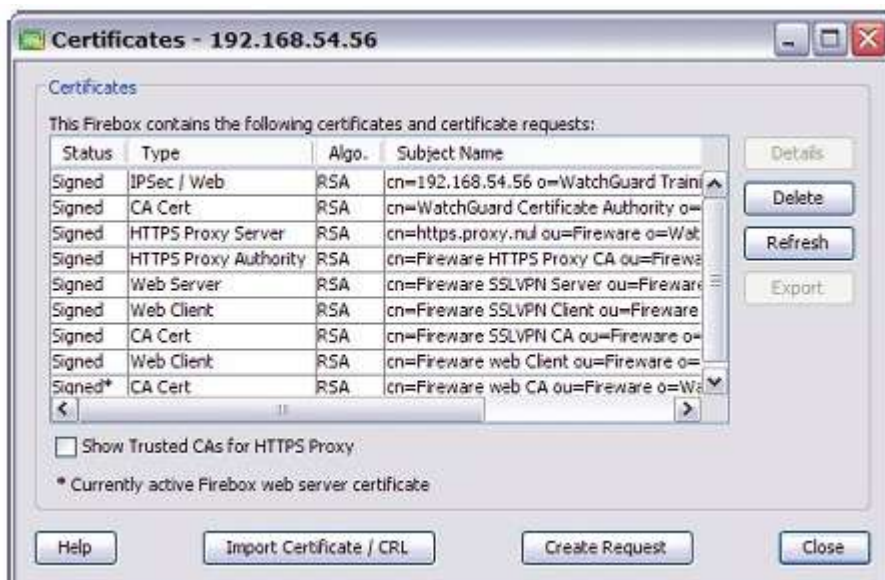 Certificates - 192.168.54.56
Certificates
This Firebox contains the following certificates and certificate requests:
Status Type Algo. Subject Name
Signed IPSec / Web RSA cn=192.168.54.56 o=WatchGuard Traini
Signed CA Cert RSA cn=WatchGuard Certificate Authority o=
Signed HTTPS Proxy Server RSA cn=https.proxy.nul ou=Fireware o=Wat
Signed HTTPS Proxy Authority RSA cn=Fireware HTTPS Proxy CA ou=Firewa
Signed Web Server RSA cn=Fireware SSLVPN Server ou=Fireware
Signed Web Client RSA cn=Fireware SSLVPN Client ou=Fireware
Signed CA Cert RSA cn=Fireware SSLVPN CA ou=Fireware o=
Signed Web Client RSA cn=Fireware web Client ou=Fireware o=
Signed* CA Cert RSA cn=Fireware web CA ou=Fireware o=Wa
Details
Delete
Refresh
Export
Show Trusted CAs for HTTPS Proxy
* Currently active Firebox web server certificate
Help Import Certificate / CRL Create Request Close